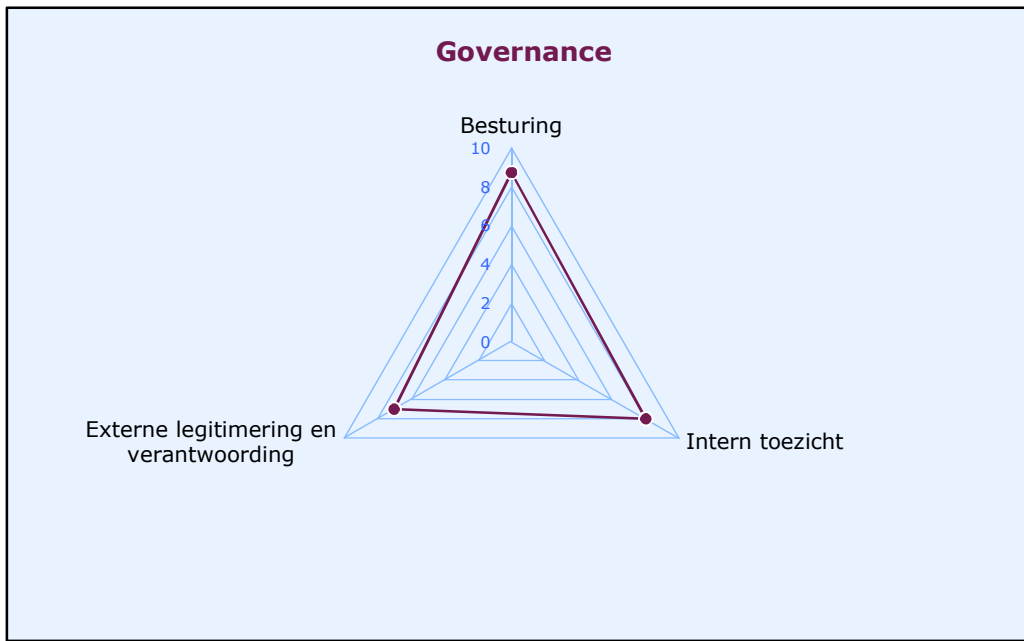 Governance
Besturing
10
8
6
4
2
0
Externe legitimering en
verantwoording
Intern toezicht